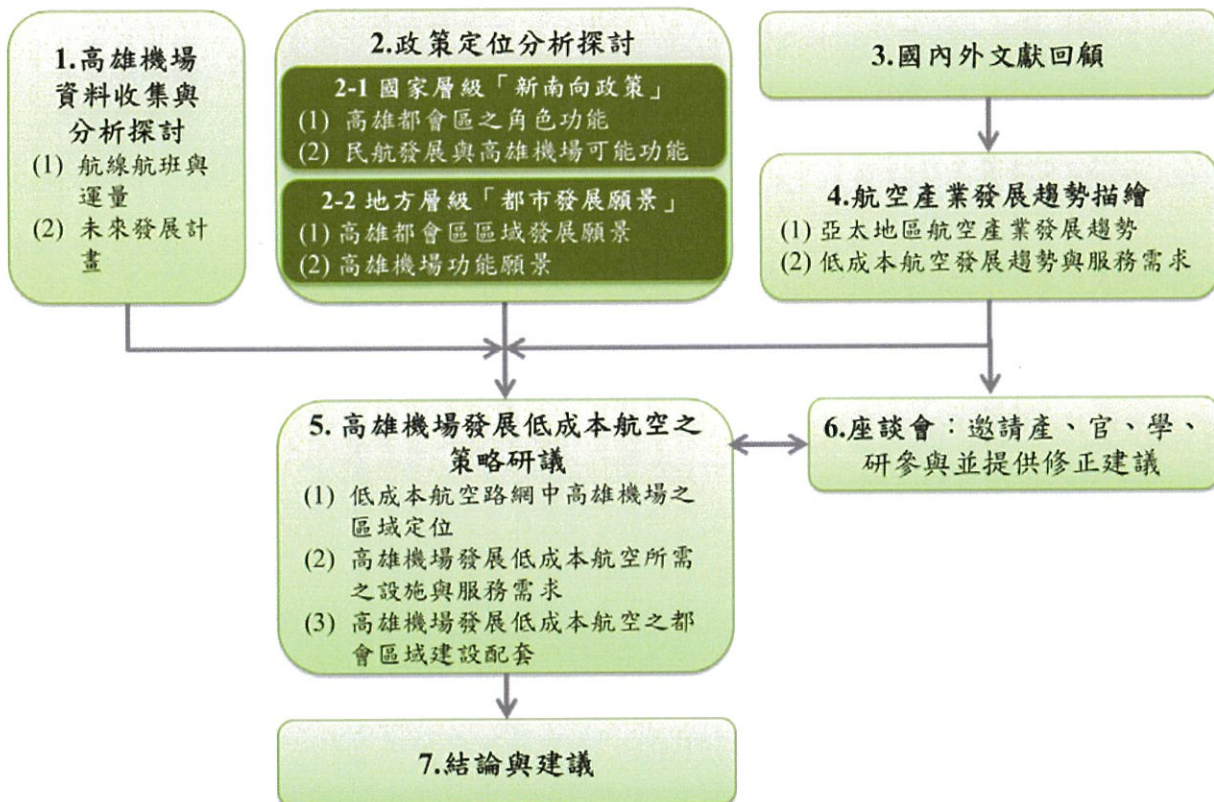 1.高雄機場
資料收集與
分析探討
(1) 航線航班與
運量
(2) 未來發展計
畫
2.政策定位分析探討
2-1 國家層級「新南向政策」
(1) 高雄都會區之角色功能
(2) 民航發展與高雄機場可能功能
2-2 地方層級「都市發展願景」
(1) 高雄都會區區域發展願景
(2) 高雄機場功能願景
3.國內外文獻回顧
4.航空產業發展趨勢描繪
(1) 亞太地區航空產業發展趨勢
(2) 低成本航空發展趨勢與服務需求
5. 高雄機場發展低成本航空之
策略研議
(1) 低成本航空路網中高雄機場之
區域定位
(2) 高雄機場發展低成本航空所需
之設施與服務需求
(3) 高雄機場發展低成本航空之都
會區域建設配套
6.座談會：邀請產、官、學、
研參與並提供修正建議
7.結論與建議